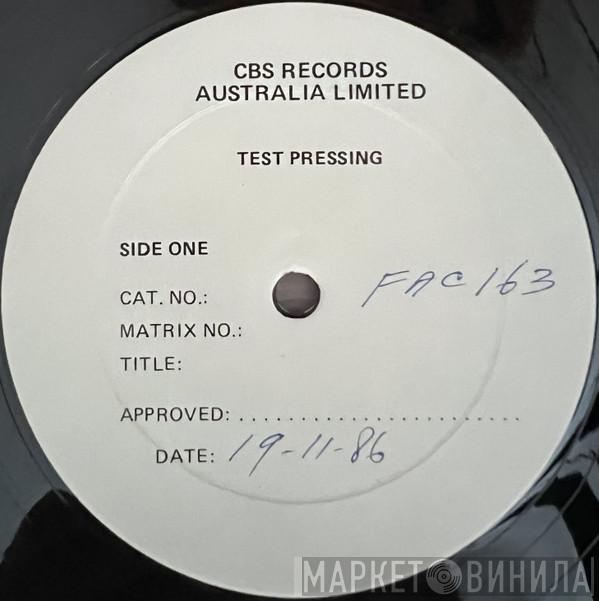 CBS RECORDS
AUSTRALIA LIMITED
TEST PRESSING
SIDE ONE
CAT. NO.: FAC 163
MATRIX NO.:
TITLE:
APPROVED: .......................
DATE: 19-11-86
МАРКЕТ ВИНИЛА